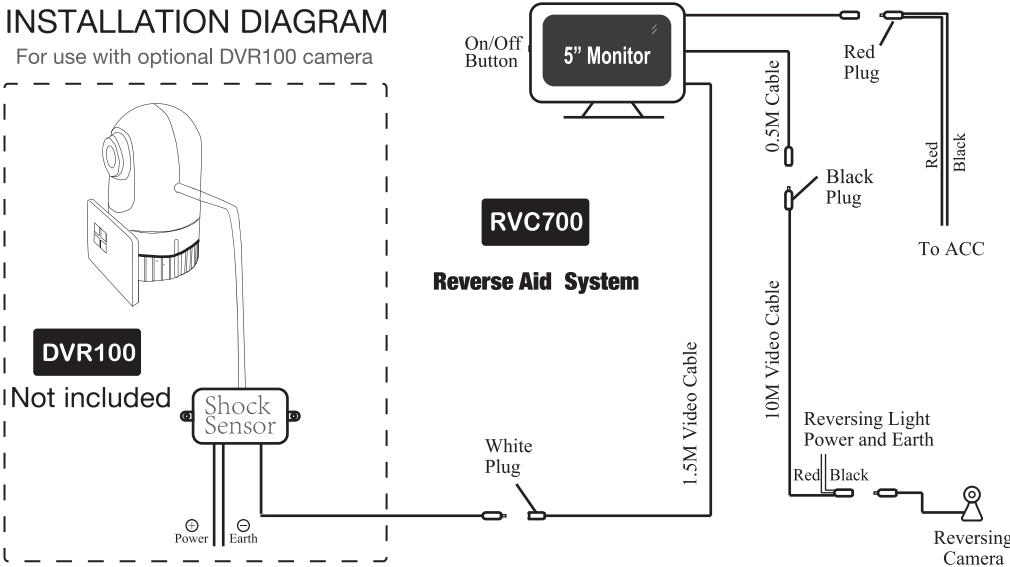 INSTALLATION DIAGRAM
For use with optional DVR100 camera
On/Off
Button
5” Monitor
Red
Plug
0.5M Cable
Red
Black
Black
Plug
To ACC
RVC700
Reverse Aid System
DVR100
Not included
Shock
Sensor
Power
Earth
White
Plug
1.5M Video Cable
10M Video Cable
Reversing Light
Power and Earth
Red
Black
Reversing
Camera